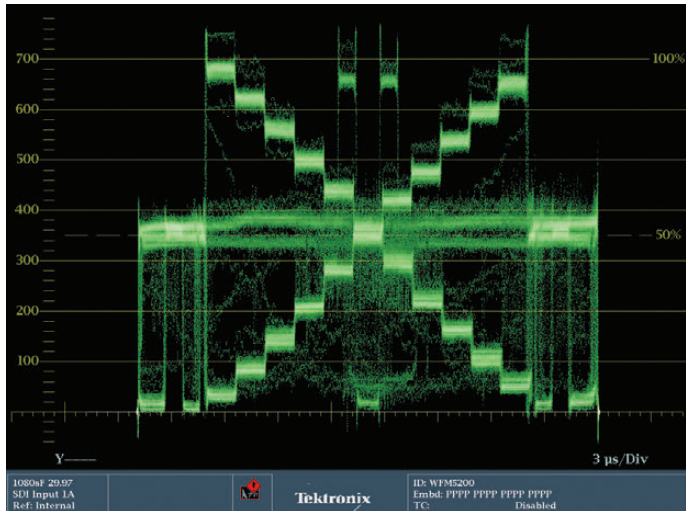 700
100%
600
500
400
50%
300
200
100
Y----
3 µs/Div
1080sF 29.97
SDI Input 1A
Ref: Internal
Tektronix
ID: WFM5200
Embd: PPPP PPPP PPPP PPPP
TC: Disabled